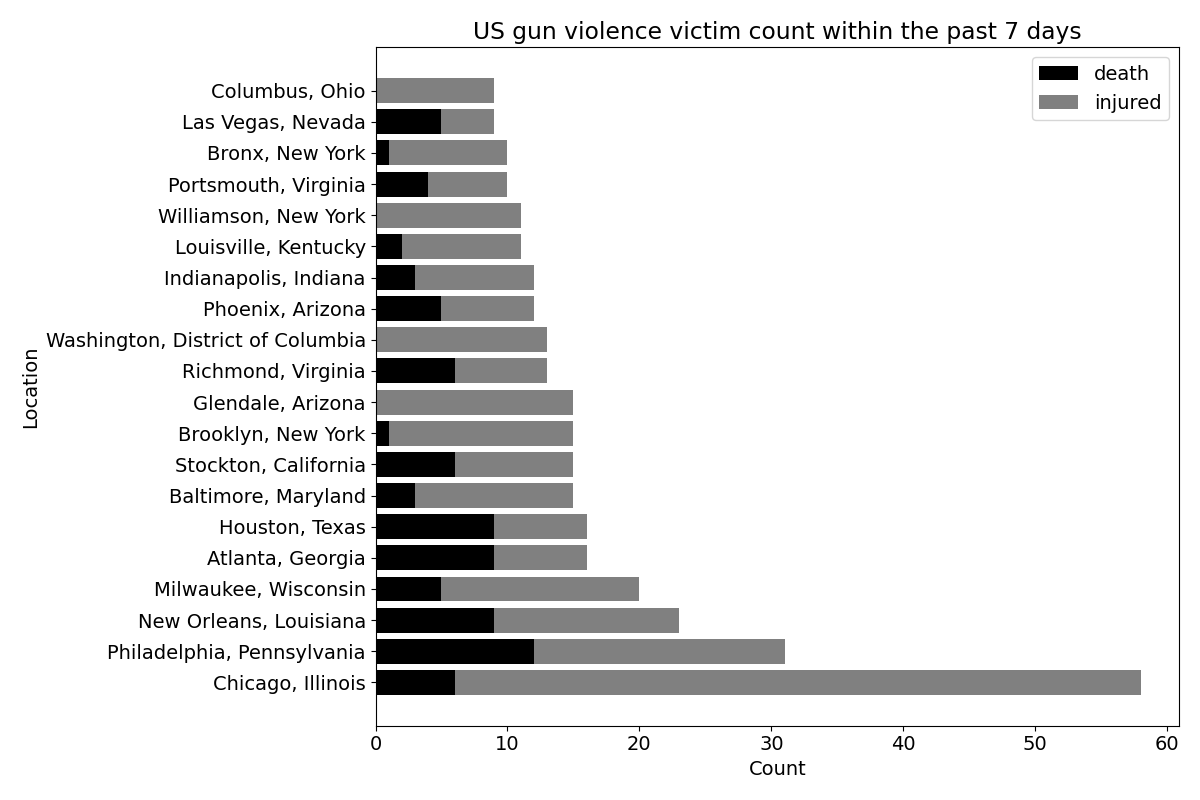 US gun violence victim count within the past 7 days
death
injured
Columbus, Ohio
Las Vegas, Nevada
Bronx, New York
Portsmouth, Virginia
Williamson, New York
Louisville, Kentucky
Indianapolis, Indiana
Phoenix, Arizona
Washington, District of Columbia
Richmond, Virginia
Glendale, Arizona
Brooklyn, New York
Stockton, California
Baltimore, Maryland
Houston, Texas
Atlanta, Georgia
Milwaukee, Wisconsin
New Orleans, Louisiana
Philadelphia, Pennsylvania
Chicago, Illinois
Location
0 10 20 30 40 50 60
Count